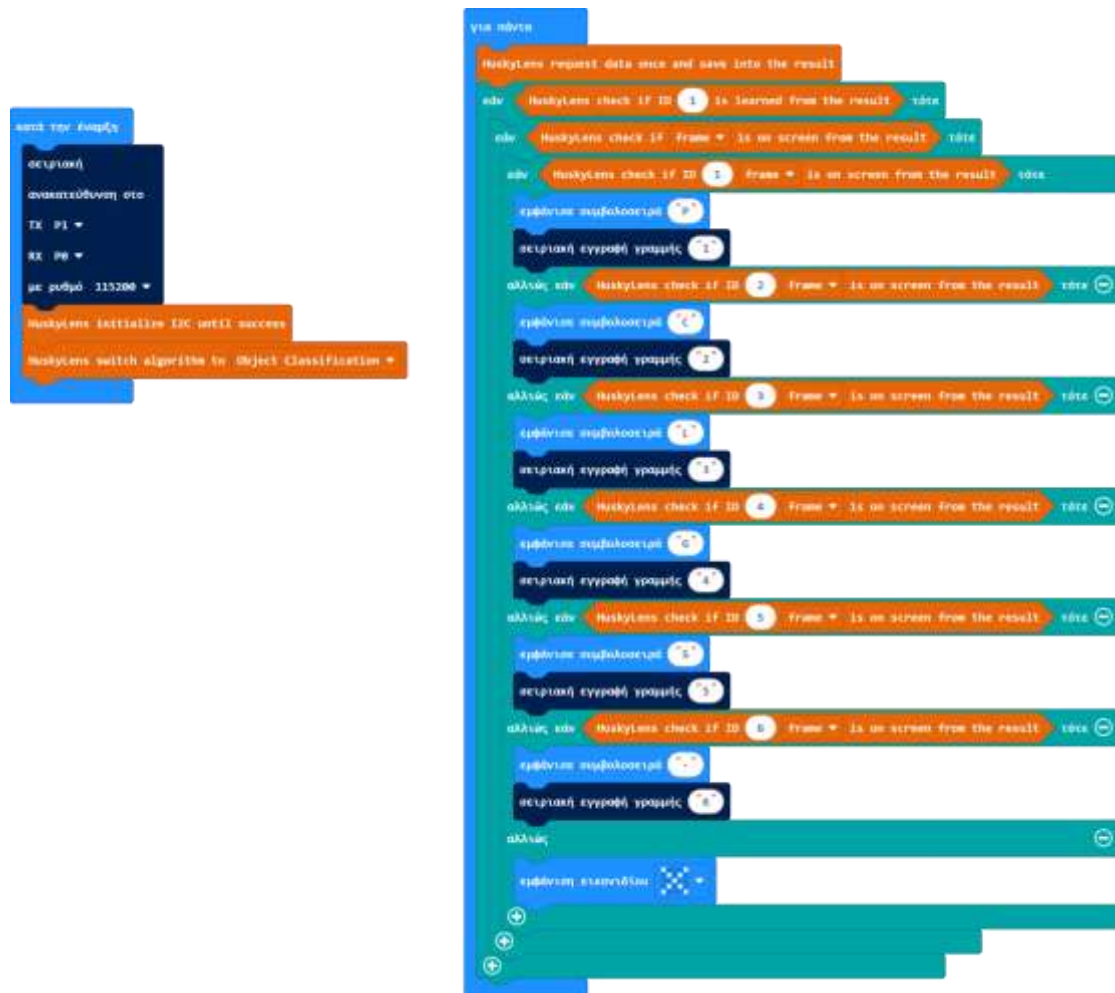 κατά την έναρξη
σειριακή
ανακατεύθυνση στο
TX P1
RX P0
με ρυθμό 115200
HuskyLens initialize I2C until success
HuskyLens switch algorithm to Object Classification
για πάντα
HuskyLens request data once and save into the result
εάν HuskyLens check if ID 1 is learned from the result τότε
εάν HuskyLens check if frame is on screen from the result τότε
εάν HuskyLens check if ID 1 frame is on screen from the result τότε
εμφάνισε συμβολοσειρά "P"
σειριακή εγγραφή γραμμής "1"
αλλιώς εάν HuskyLens check if ID 2 frame is on screen from the result τότε
εμφάνισε συμβολοσειρά "C"
σειριακή εγγραφή γραμμής "2"
αλλιώς εάν HuskyLens check if ID 3 frame is on screen from the result τότε
εμφάνισε συμβολοσειρά
σειριακή εγγραφή γραμμής "3"
αλλιώς εάν HuskyLens check if ID 4 frame is on screen from the result τότε
εμφάνισε συμβολοσειρά "G"
σειριακή εγγραφή γραμμής "4"
αλλιώς εάν HuskyLens check if ID 5 frame is on screen from the result τότε
εμφάνισε συμβολοσειρά
σειριακή εγγραφή γραμμής "5"
αλλιώς εάν HuskyLens check if ID 6 frame is on screen from the result τότε
εμφάνισε συμβολοσειρά "-"
σειριακή εγγραφή γραμμής "6"
αλλιώς
εμφάνιση εικονιδίου